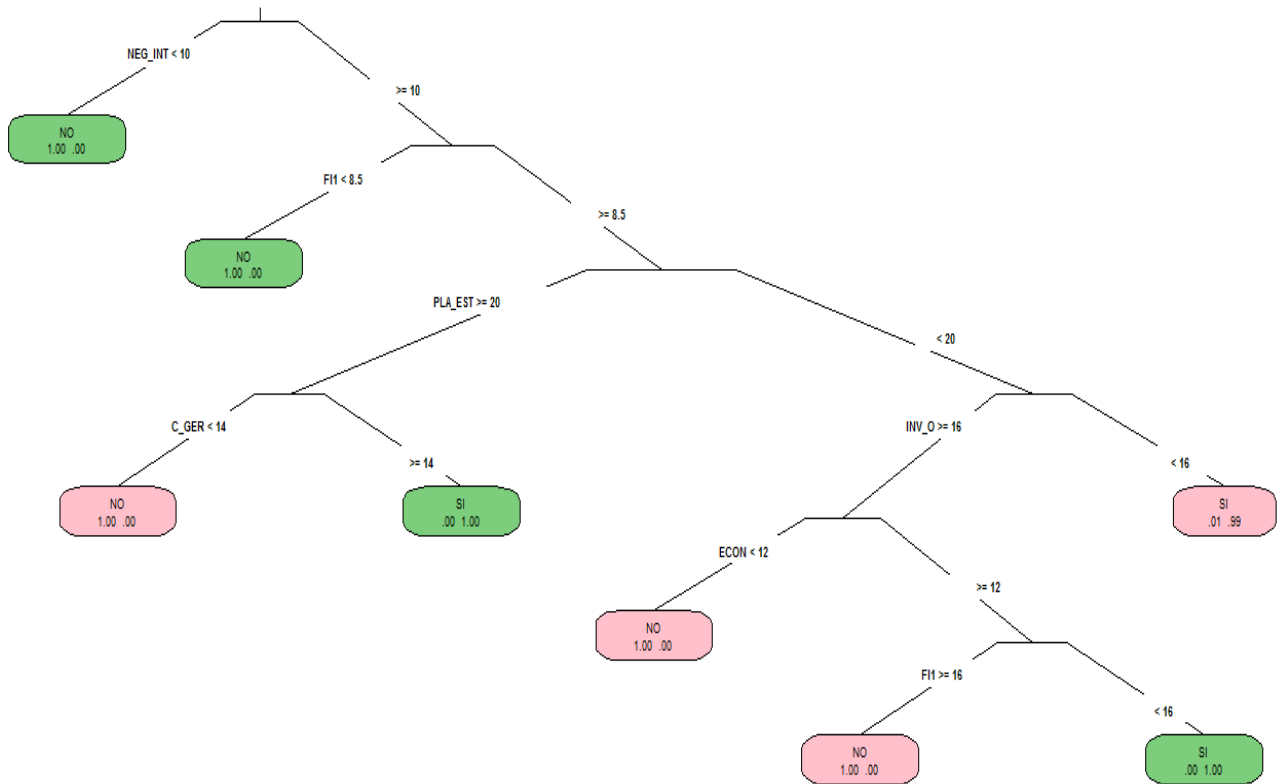 NEG_INT < 10
>= 10
NO
1.00 .00
FI1 < 8.5
>= 8.5
NO
1.00 .00
PLA_EST >= 20
< 20
C_GER < 14
>= 14
INV_O >= 16
< 16
NO
1.00 .00
SI
.00 1.00
SI
.01 .99
ECON < 12
>= 12
NO
1.00 .00
FI1 >= 16
< 16
NO
1.00 .00
SI
.00 1.00